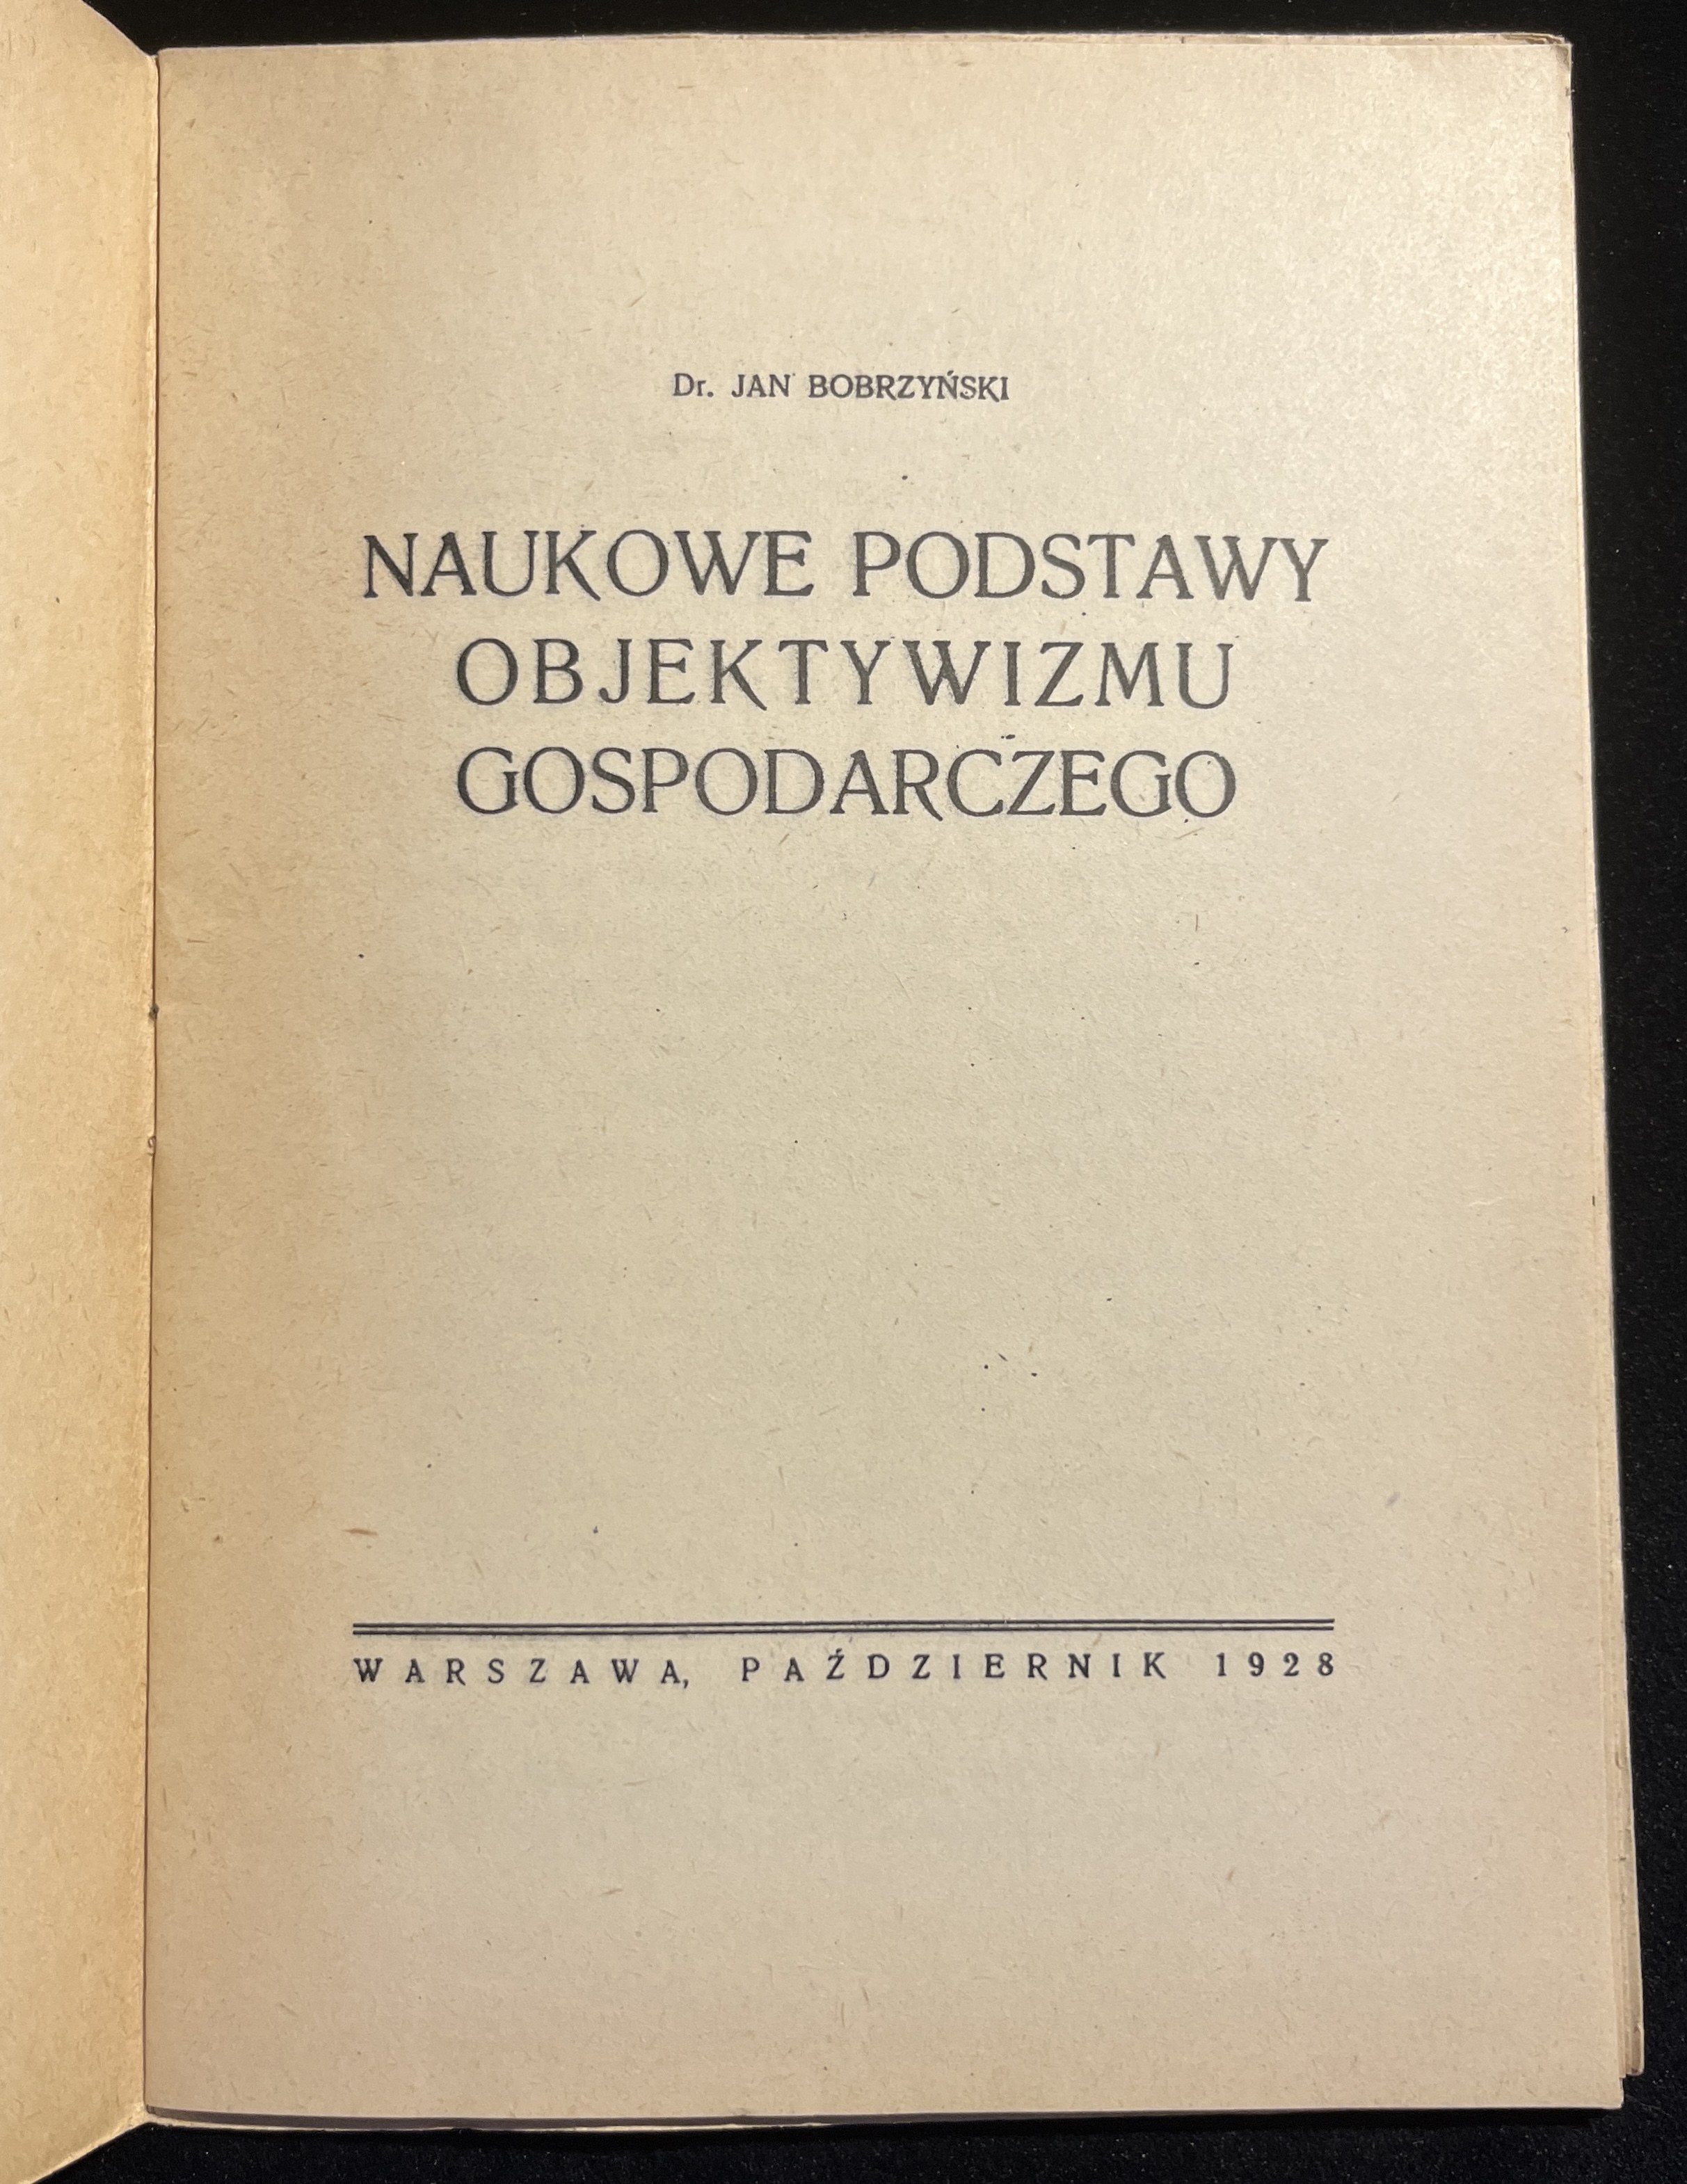 Dr. JAN BOBRZYŃSKI
NAUKOWE PODSTAWY
OBJEKTYWIZMU
GOSPODARCZEGO
WARSZAWA, PAŹDZIERNIK 1928